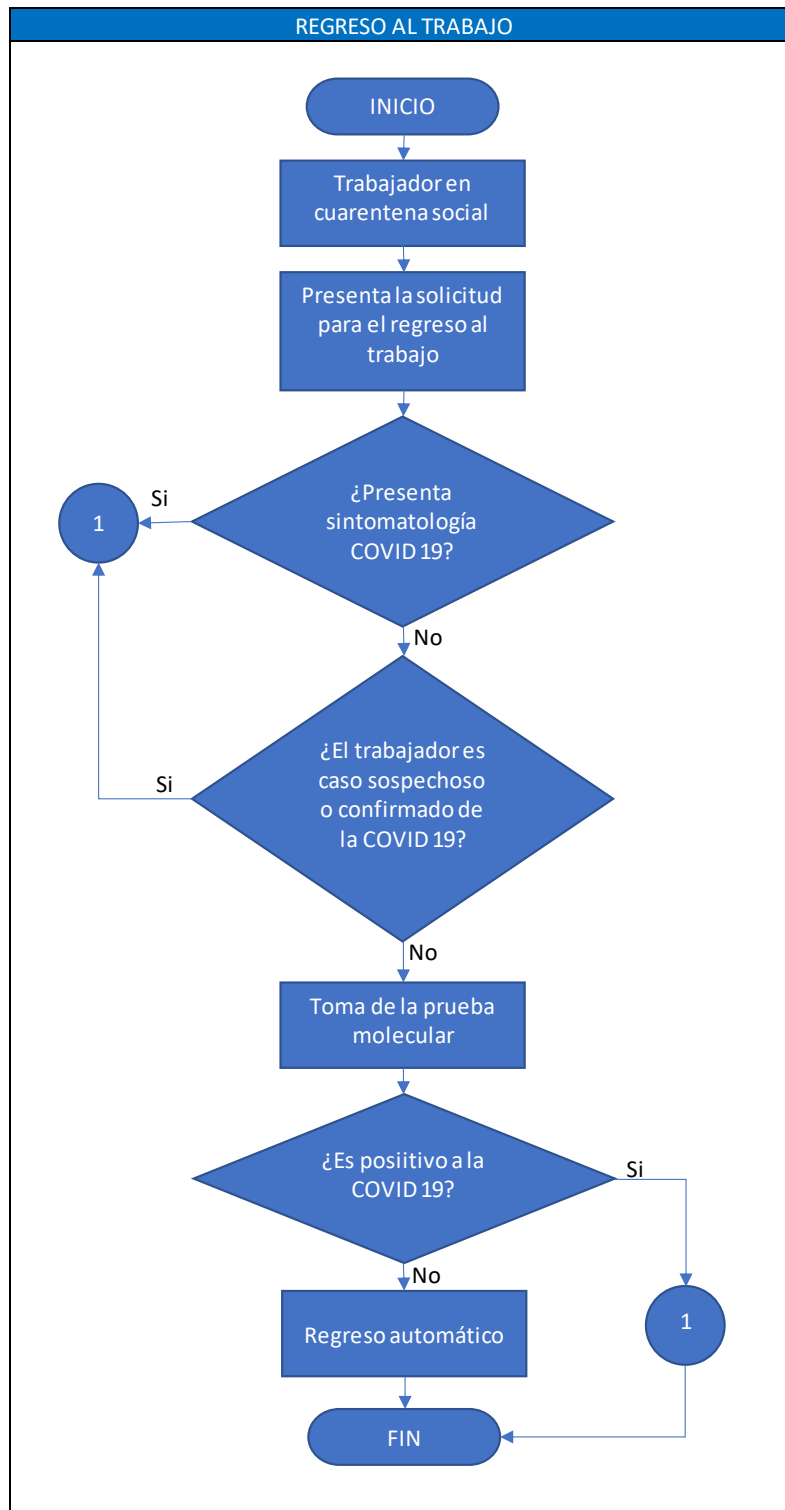 REGRESO AL TRABAJO
INICIO
Trabajador en
cuarentena social
Presenta la solicitud
para el regreso al
trabajo
¿Presenta
sintomatología
COVID 19?
Si
1
No
¿El trabajador es
caso sospechoso
o confirmado de
la COVID 19?
Si
No
Toma de la prueba
molecular
¿Es posiitivo a la
COVID 19?
Si
No
Regreso automático
1
FIN